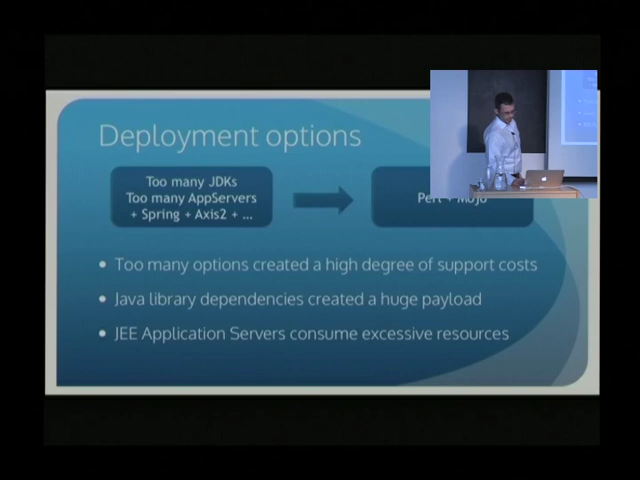 Deployment options
Too many JDKs
Too many AppServers
+ Spring + Axis2 + ...
Perl + Mojo
• Too many options created a high degree of support costs
• Java library dependencies created a huge payload
• JEE Application Servers consume excessive resources